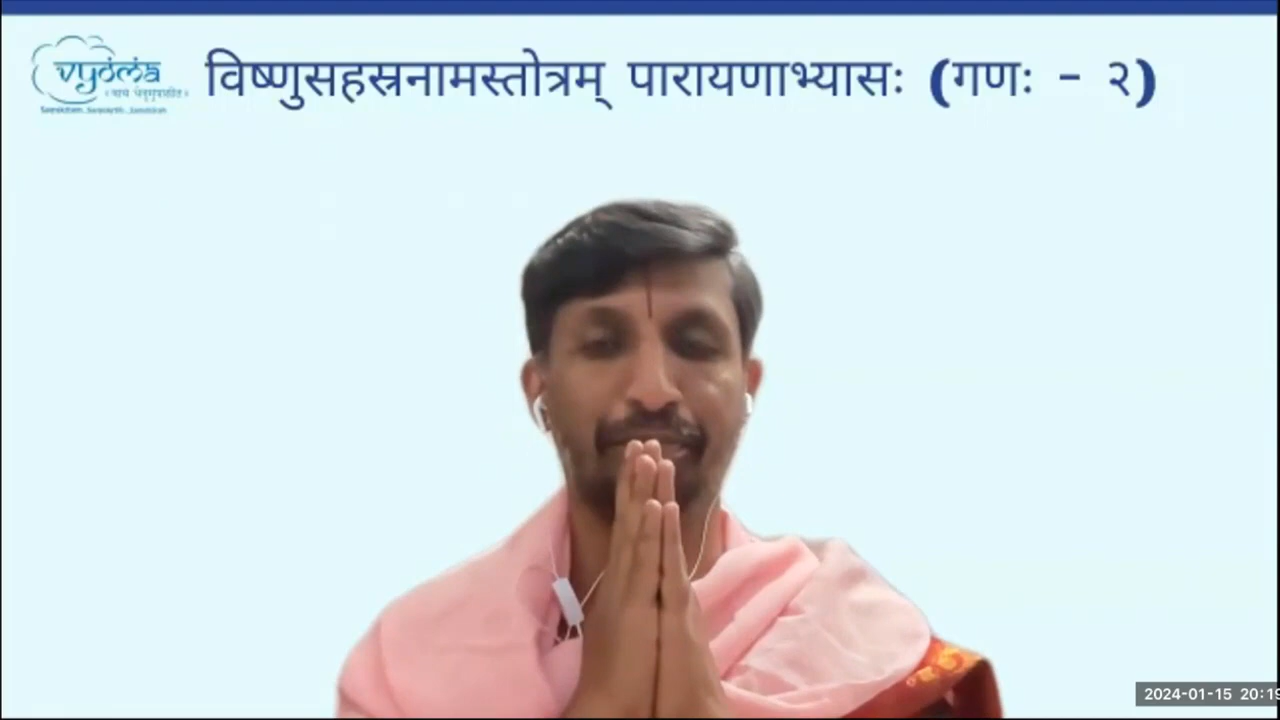 vyoma
विष्णुसहस्रनामस्तोत्रम् पारायणाभ्यासः (गणः - २)
2024-01-15 20:19